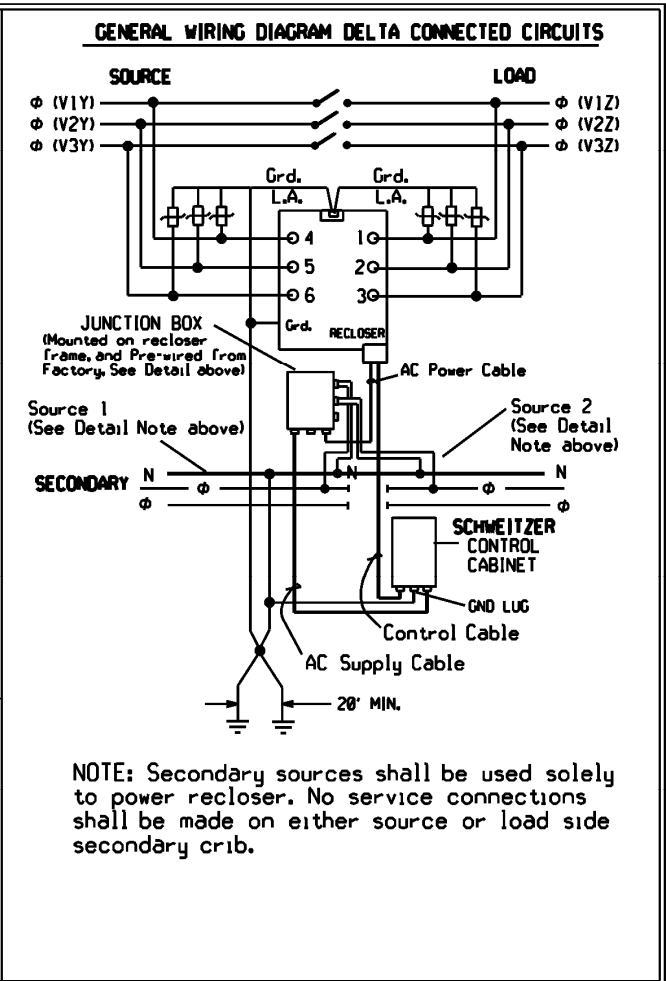 GENERAL WIRING DIAGRAM DELTA CONNECTED CIRCUITS
SOURCE
LOAD
Φ (V1Y)
Φ (V1Z)
Φ (V2Y)
Φ (V2Z)
Φ (V3Y)
Φ (V3Z)
Grd.
L.A.
Grd.
L.A.
4
1
5
2
6
3
Grd.
RECLOSER
JUNCTION BOX
(Mounted on recloser
frame, and Pre-wired from
Factory, See Detail above)
AC Power Cable
Source 1
(See Detail Note above)
Source 2
(See Detail
Note above)
N
N
N
SECONDARY
Φ
Φ
Φ
Φ
SCHWEITZER
CONTROL
CABINET
GND LUG
Control Cable
AC Supply Cable
20' MIN.
NOTE: Secondary sources shall be used solely
to power recloser. No service connections
shall be made on either source or load side
secondary crib.